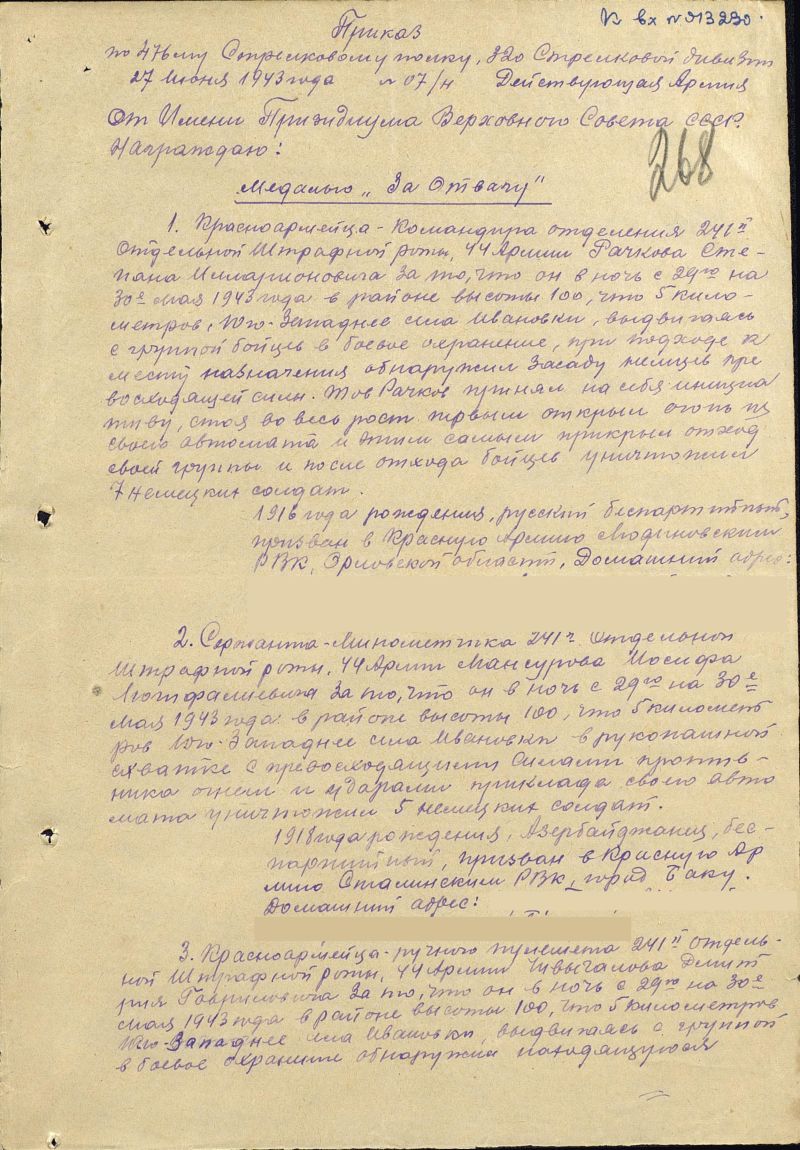 К вх №013230.
Приказ
по 476му Стрелковому полку, 320 Стрелковой дивизии
27 июня 1943 года №07/н Действующая Армия
От Имени Президиума Верховного Совета СССР.
Награждаю:
268
Медалью „За Отвагу"
1. Красноармейца-Командира отделения 241й
Отдельной Штрафной роты, 44 Армии Рачкова Сте-
пана Илларионовича За то, что он в ночь с 29го на
30е мая 1943 года в районе высоты 100, что 5 кило-
метров, Юго-Западнее села Ивановки, выдвигаясь
с группой бойцев в боевое охранение, при подходе к
месту назначения обнаружил засаду немцев пре
восходящей силы. Тов Рачков принял на себя инициа
тиву, стоя во весь рост первым открыл огонь из
своего автомата и этим самым прикрыл отход
своей группы и после отхода бойцев уничтожил
7 немецких солдат.
1916 года рождения, русский беспартийный,
призван в Красную Армию
РВК, Орловской области, Домашний адрес:
2. Сержанта-Минометчика 241й Отдельной
Штрафной роты, 44 Армии Мансурова Иосифа
За то, что он в ночь с 29го на 30е
мая 1943 года в районе высоты 100, что 5 километ
ров Юго-Западнее села Ивановки в рукопашной
схватке с превосходящими силами против-
ника огнем и ударами приклада своего авто
мата уничтожил 5 немецких солдат.
1918 года рождения, Азербайджанец, бес-
партийный, призван в Красную Ар
мию Сталинским РВК, город Баку.
Домашний адрес:
3. Красноармейца-ручного пулемета 241й отдель-
ной Штрафной роты, 44 Армии Чивчалова Дмит
рия Гавриловича За то, что он в ночь с 29го на 30е
мая 1943 года в районе высоты 100, что 5 километров
Юго-Западнее села Ивановки, выдвигаясь с группой
в боевое охранение обнаружил находящуюся